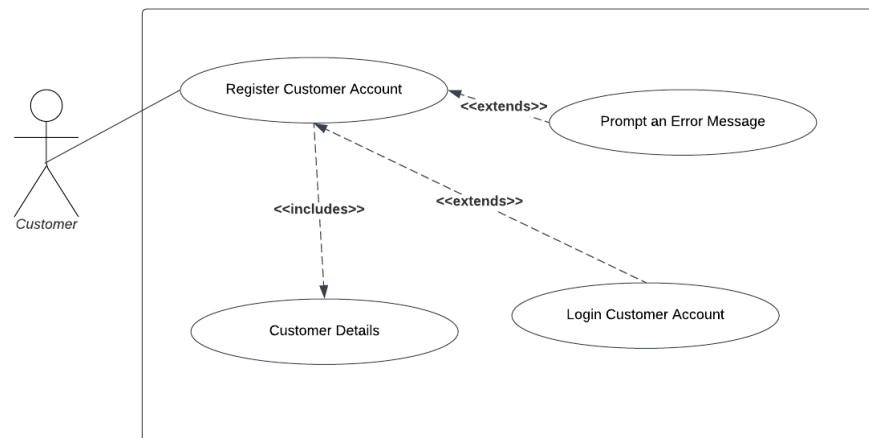 Register Customer Account
<<extends>>
Prompt an Error Message
<<includes>>
<<extends>>
Customer
Customer Details
Login Customer Account